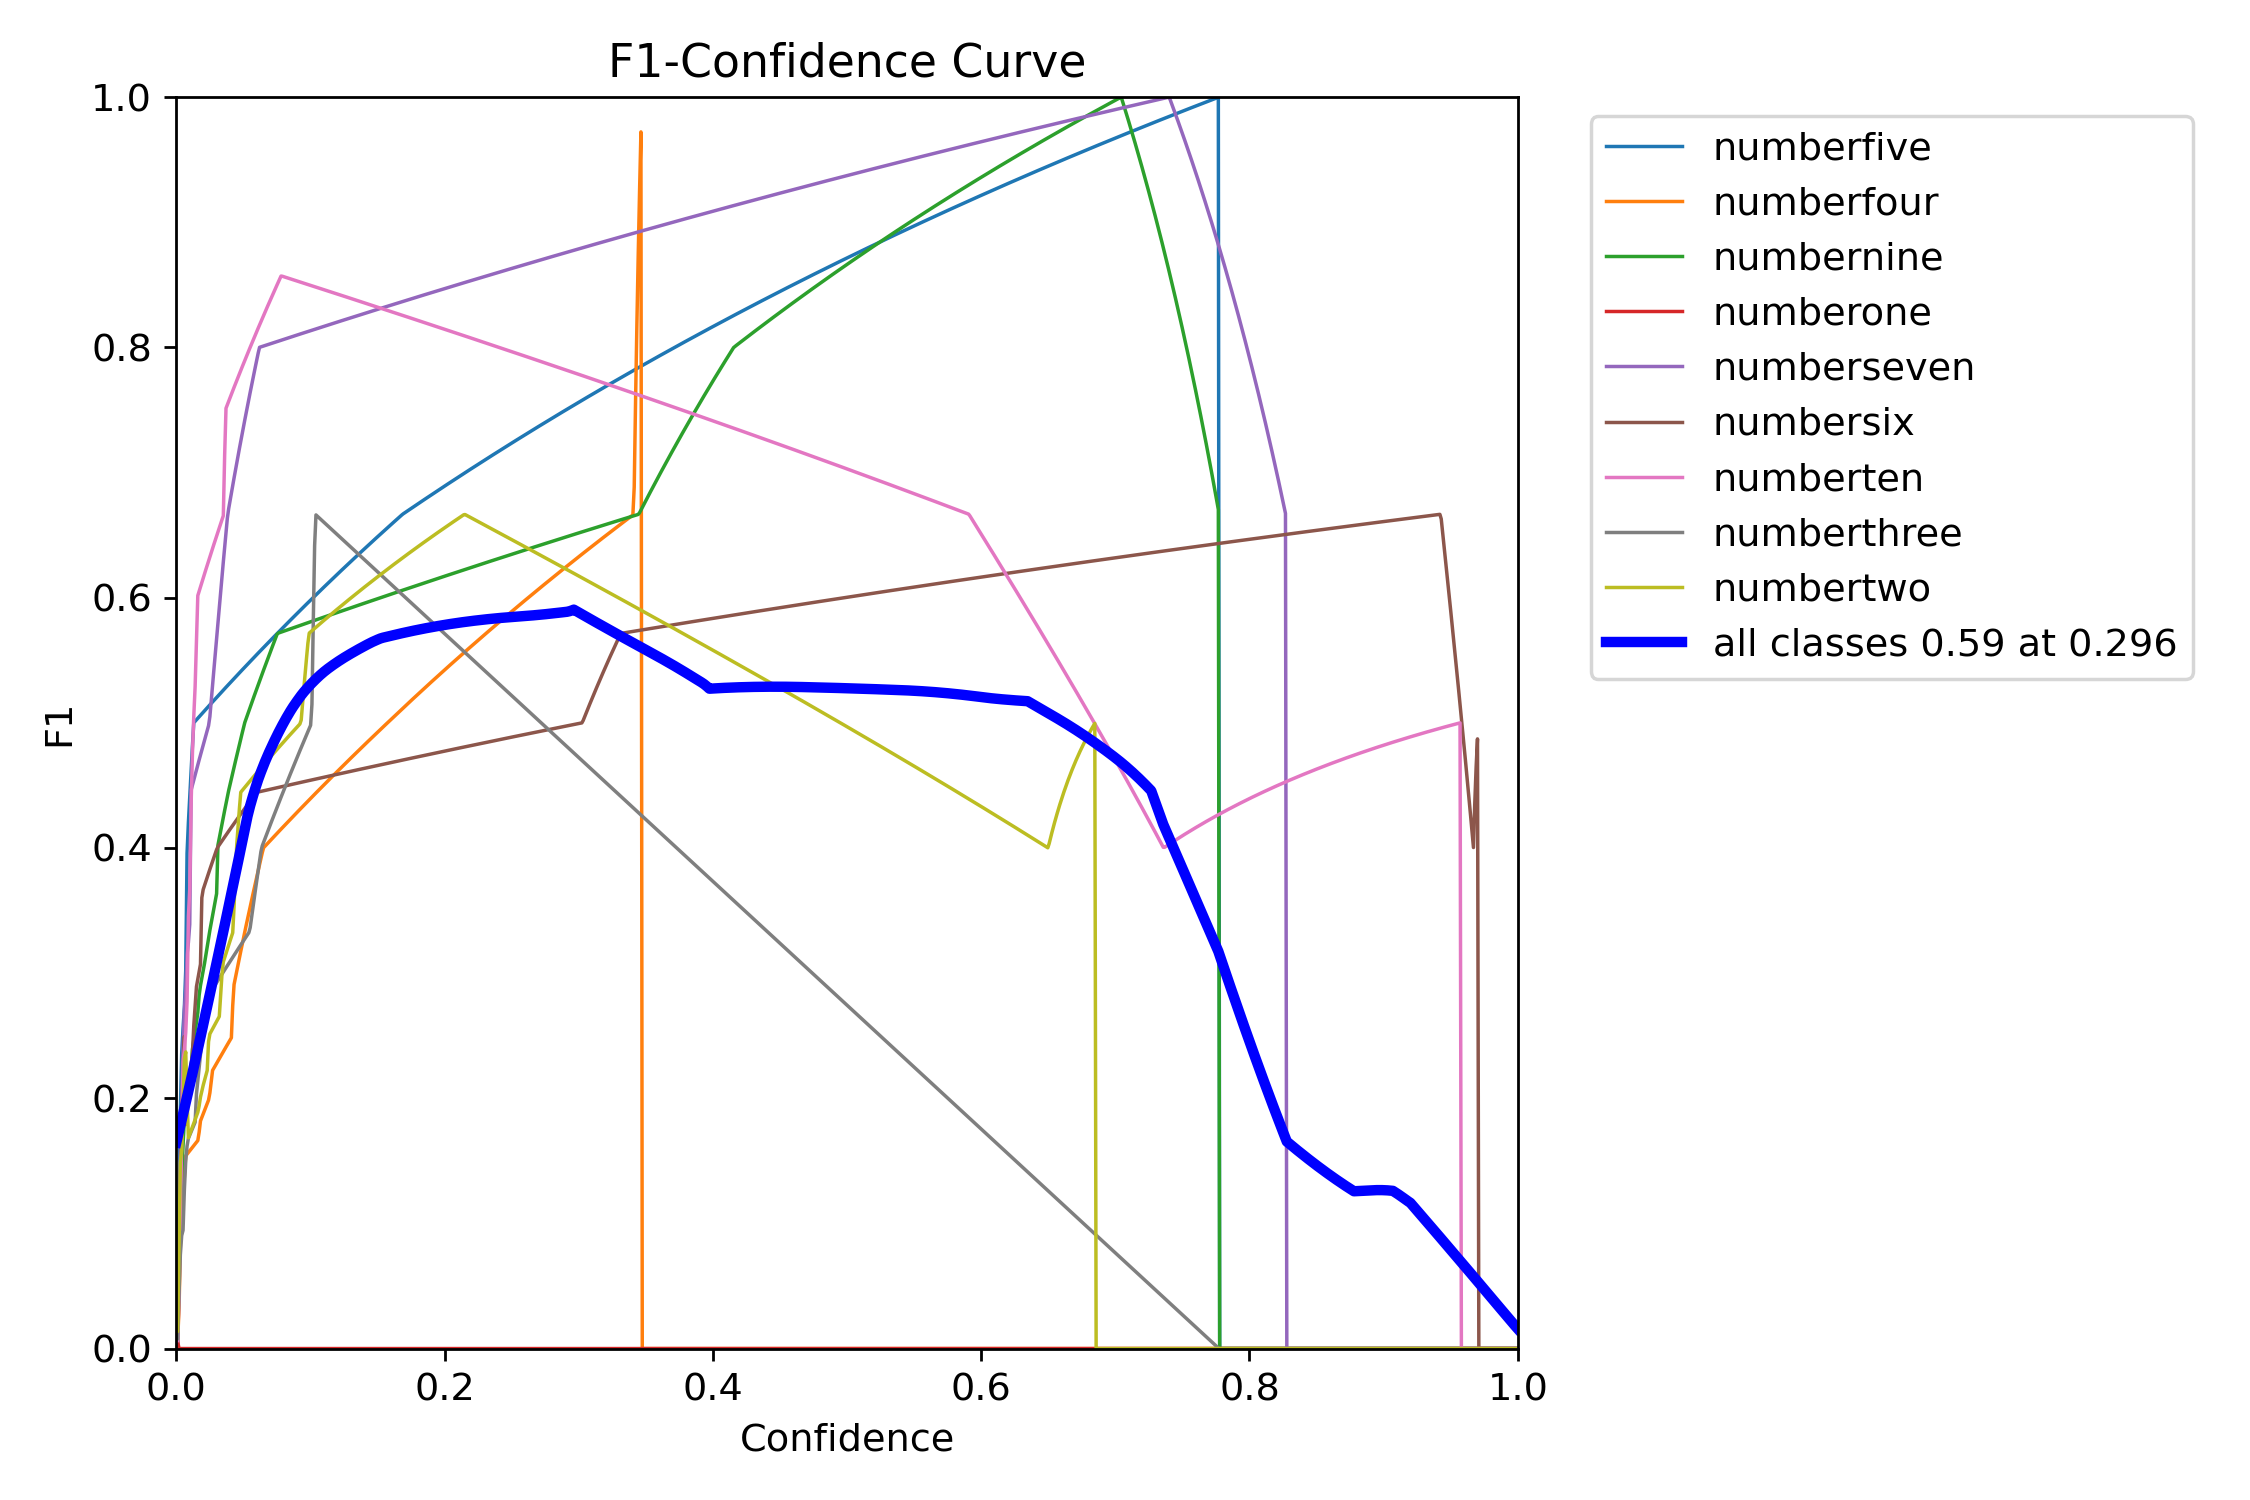 F1-Confidence Curve
1.0
0.8
0.6
0.4
0.2
0.0
F1
0.0 0.2 0.4 0.6 0.8 1.0
Confidence
numberfive
numberfour
numbernine
numberone
numberseven
numbersix
numberten
numberthree
numbertwo
all classes 0.59 at 0.296